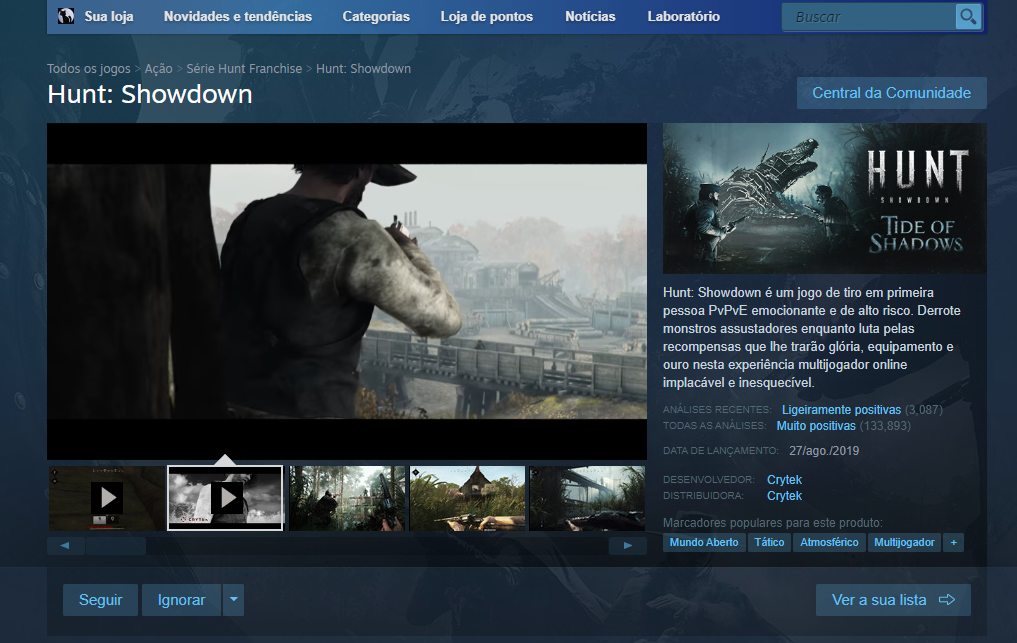 Sua loja Novidades e tendências Categorias Loja de pontos Notícias Laboratório Buscar
Todos os jogos > Ação > Série Hunt Franchise > Hunt: Showdown
Hunt: Showdown
Central da Comunidade
HUNT
SHOWDOWN
TIDE OF
SHADOWS
Hunt: Showdown é um jogo de tiro em primeira
pessoa PvPvE emocionante e de alto risco. Derrote
monstros assustadores enquanto luta pelas
recompensas que lhe trarão glória, equipamento e
ouro nesta experiência multijogador online
implacável e inesquecível.
ANÁLISES RECENTES: Ligeiramente positivas (3,087)
TODAS AS ANÁLISES: Muito positivas (133,893)
DATA DE LANÇAMENTO: 27/ago./2019
DESENVOLVEDOR: Crytek
DISTRIBUIDORA: Crytek
Marcadores populares para este produto:
Mundo Aberto Tático Atmosférico Multijogador +
CRYTEK
Seguir Ignorar Ver a sua lista